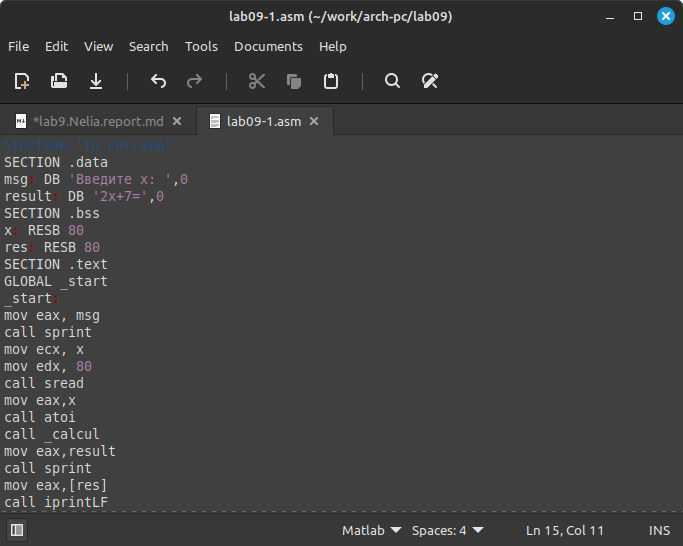 lab09-1.asm (~/work/arch-pc/lab09)
File Edit View Search Tools Documents Help
*lab9.Nelia.report.md lab09-1.asm
%include 'in_out.asm'
SECTION .data
msg: DB 'Введите x: ',0
result: DB '2x+7=',0
SECTION .bss
x: RESB 80
res: RESB 80
SECTION .text
GLOBAL _start
_start:
mov eax, msg
call sprint
mov ecx, x
mov edx, 80
call sread
mov eax,x
call atoi
call _calcul
mov eax,result
call sprint
mov eax,[res]
call iprintLF
Matlab Spaces: 4 Ln 15, Col 11 INS